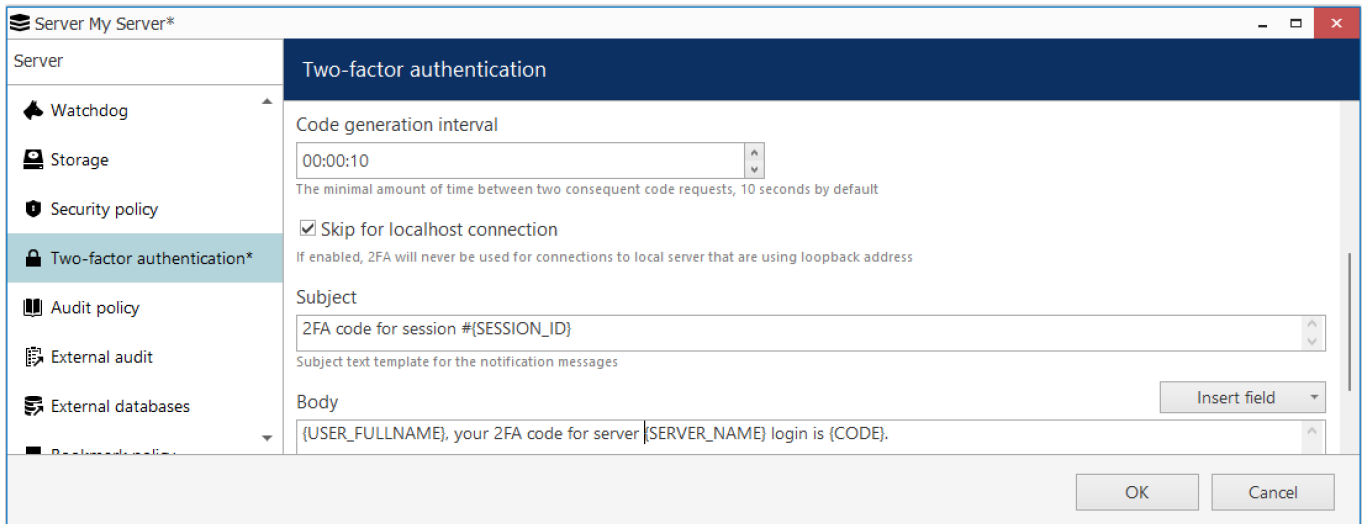 Server My Server*
Server
Two-factor authentication
Watchdog
Storage
Security policy
Two-factor authentication*
Audit policy
External audit
External databases
Bookmark policy
Code generation interval
00:00:10
The minimal amount of time between two consequent code requests, 10 seconds by default
Skip for localhost connection
If enabled, 2FA will never be used for connections to local server that are using loopback address
Subject
2FA code for session #{SESSION_ID}
Subject text template for the notification messages
Body
Insert field
{USER_FULLNAME}, your 2FA code for server {SERVER_NAME} login is {CODE}.
OK
Cancel